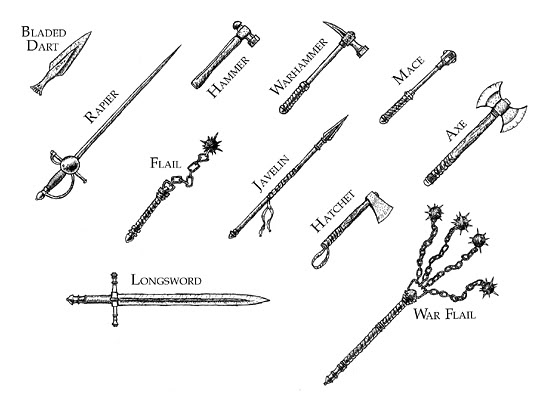 BLADED
DART
RAPIER
HAMMER
WARHAMMER
MACE
AXE
FLAIL
JAVELIN
HATCHET
LONGSWORD
WAR FLAIL